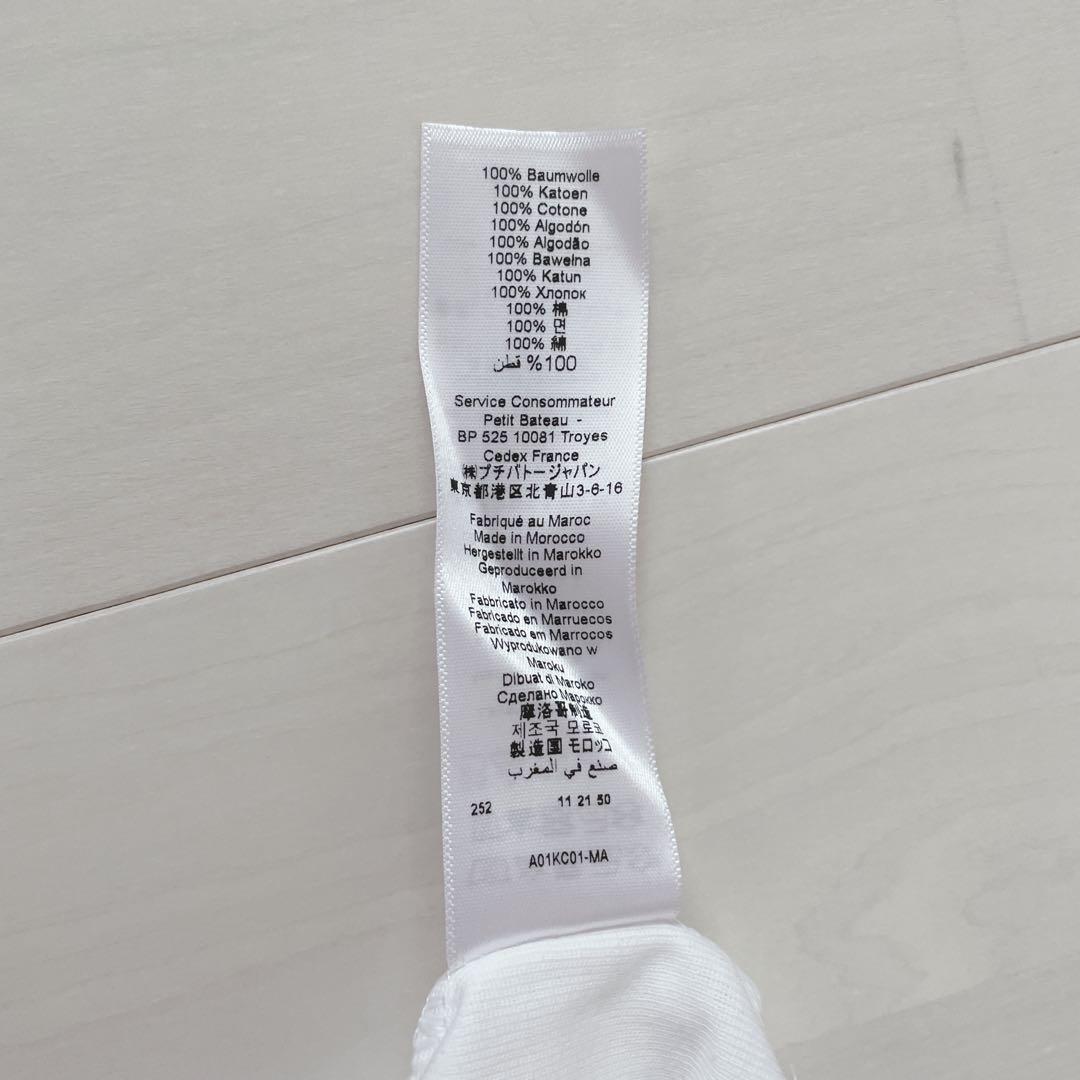 100% Baumwolle
100% Katoen
100% Cotone
100% Algodón
100% Algodão
100% Bawełna
100% Katun
100% Хлопок
100% 棉
100% 면
100% 綿
100% قطن
Service Consommateur
Petit Bateau -
BP 525 10081 Troyes
Cedex France
㈱プチバトージャパン
東京都港区北青山3-6-16
Fabriqué au Maroc
Made in Morocco
Hergestellt in Marokko
Geproduceerd in
Marokko
Fabbricato in Marocco
Fabricado en Marruecos
Fabricado em Marrocos
Wyprodukowano w
Maroku
Dibuat di Maroko
Сделано Марокко
摩洛哥制造
제조국 모로코
製造国 モロッコ
صنع في المغرب
252 11 21 50
A01KC01-MA